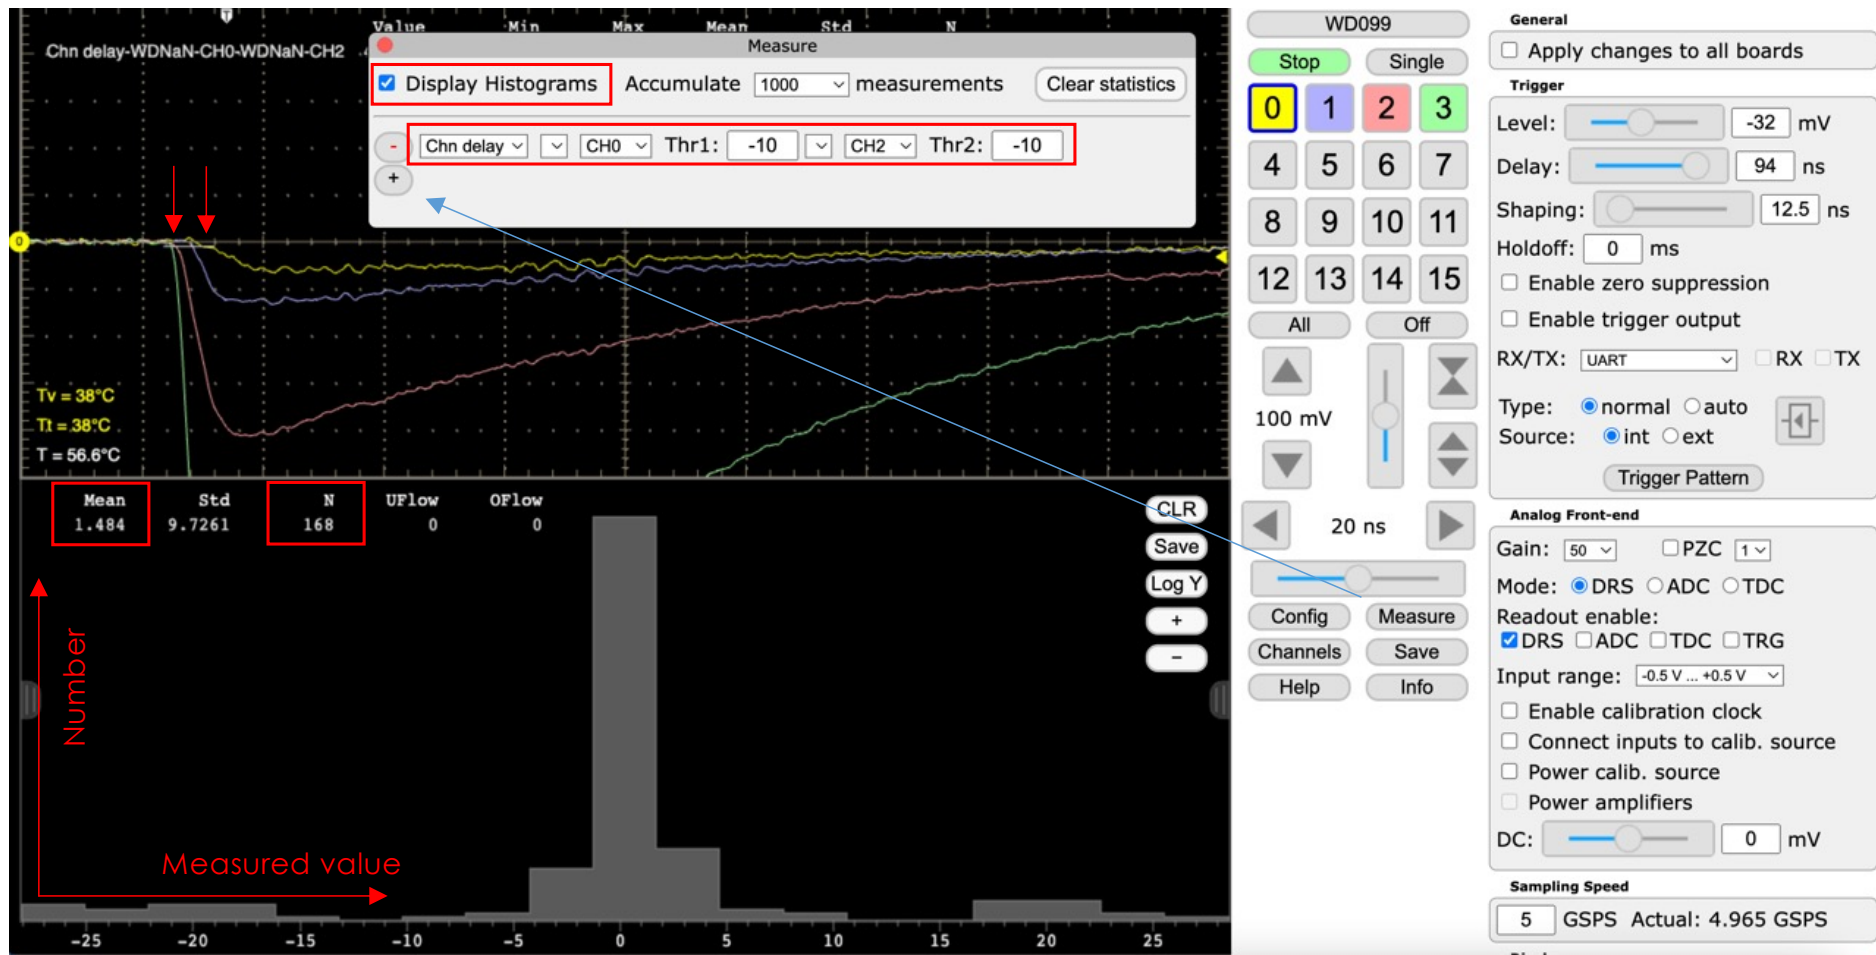 Value Min Max Mean Std N
Chn delay-WDNaN-CH0-WDNaN-CH2
Measure
Display Histograms Accumulate 1000 measurements Clear statistics
- Chn delay CH0 Thr1: -10 CH2 Thr2: -10
+
T
0
Tv = 38°C
Tt = 38°C
T = 56.6°C
Mean Std N UFlow OFlow
1.484 9.7261 168 0 0
CLR
Save
Log Y
+
-
Number
Measured value
-25 -20 -15 -10 -5 0 5 10 15 20 25
WD099
Stop Single
0 1 2 3
4 5 6 7
8 9 10 11
12 13 14 15
All Off
100 mV
20 ns
Config Measure
Channels Save
Help Info
General
Apply changes to all boards
Trigger
Level: -32 mV
Delay: 94 ns
Shaping: 12.5 ns
Holdoff: 0 ms
Enable zero suppression
Enable trigger output
RX/TX: UART RX TX
Type: normal auto
Source: int ext
Trigger Pattern
Analog Front-end
Gain: 50 PZC 1
Mode: DRS ADC TDC
Readout enable:
DRS ADC TDC TRG
Input range: -0.5 V ... +0.5 V
Enable calibration clock
Connect inputs to calib. source
Power calib. source
Power amplifiers
DC: 0 mV
Sampling Speed
5 GSPS Actual: 4.965 GSPS